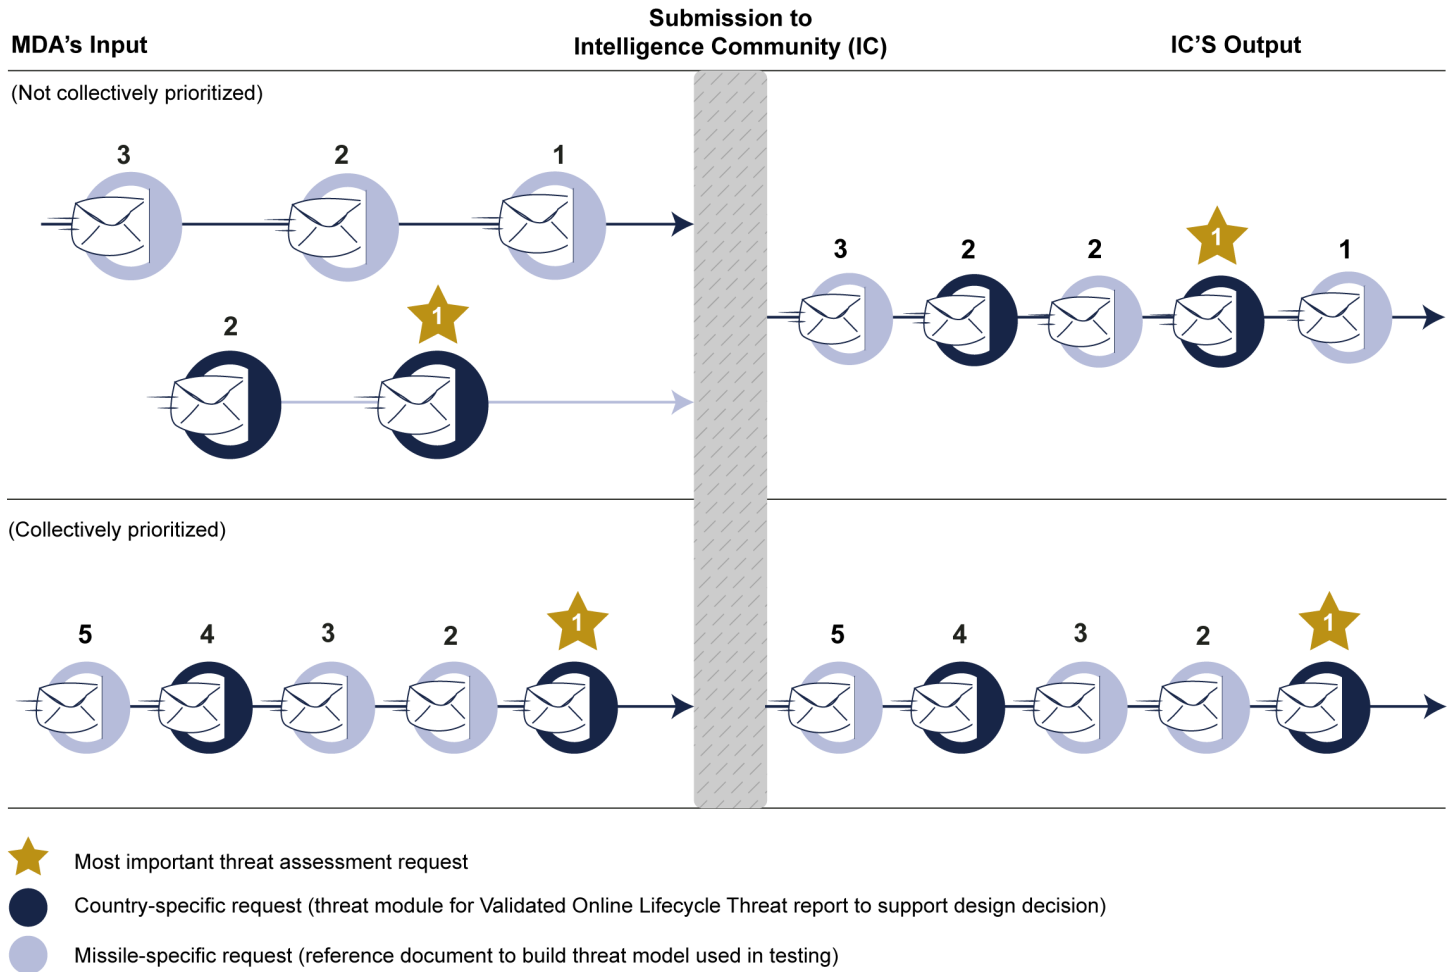 MDA's Input
Submission to
Intelligence Community (IC)
IC'S Output
(Not collectively prioritized)
3
2
1
2
1
3
2
2
1
1
(Collectively prioritized)
5
4
3
2
1
5
4
3
2
1
Most important threat assessment request
Country-specific request (threat module for Validated Online Lifecycle Threat report to support design decision)
Missile-specific request (reference document to build threat model used in testing)